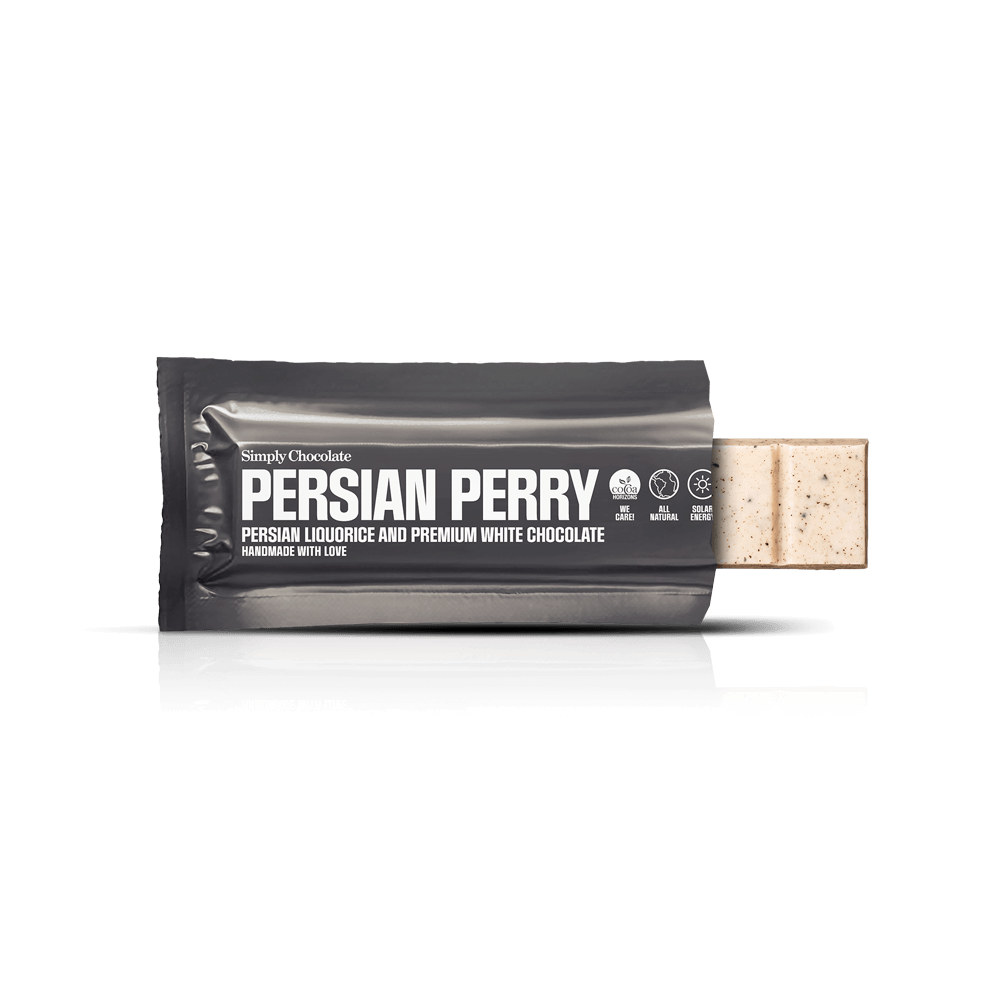 Simply Chocolate
PERSIAN PERRY
PERSIAN LIQUORICE AND PREMIUM WHITE CHOCOLATE
HANDMADE WITH LOVE
cocoa
HORIZONS
WE
CARE!
ALL
NATURAL
SOLAR
ENERGY